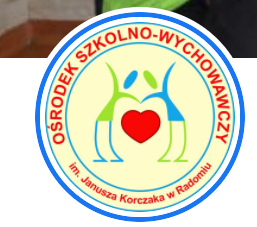 OŚRODEK SZKOLNO-WYCHOWAWCZY
im. Janusza Korczaka w Radomiu